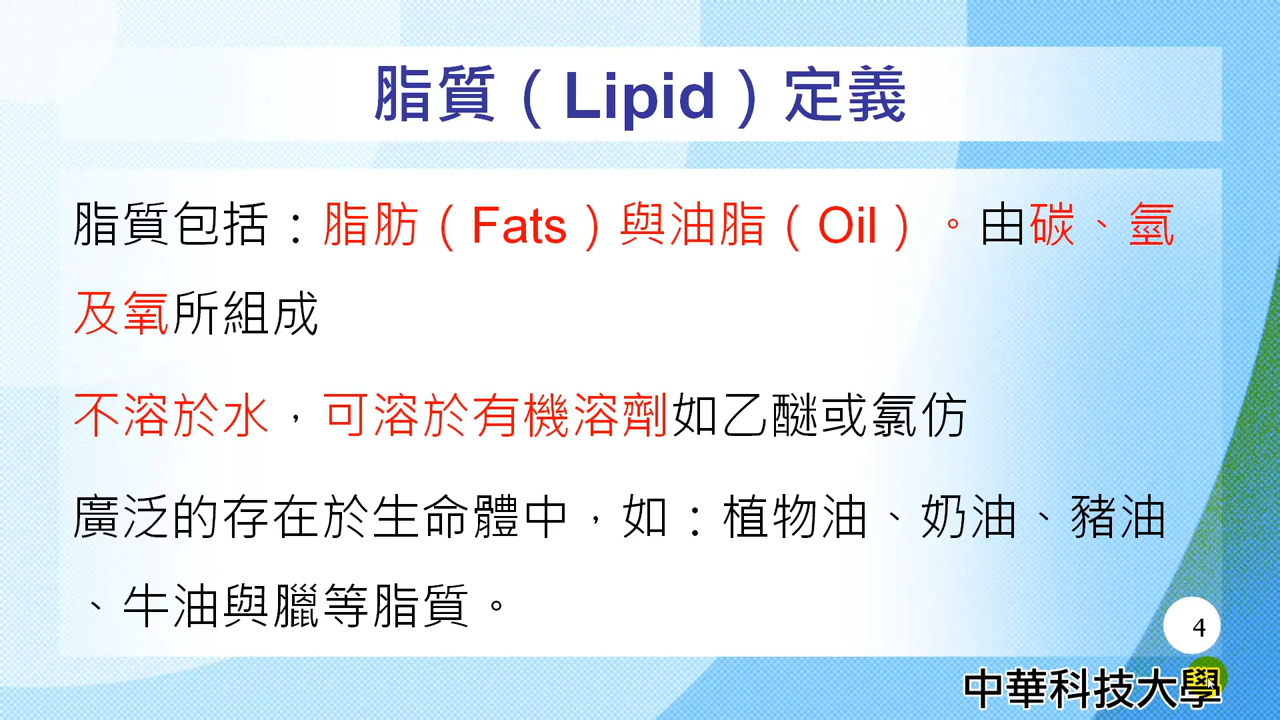 脂質（Lipid）定義
脂質包括：脂肪（Fats）與油脂（Oil）。由碳、氫
及氧所組成
不溶於水，可溶於有機溶劑如乙醚或氯仿
廣泛的存在於生命體中，如：植物油、奶油、豬油
、牛油與臘等脂質。
4
中華科技大學